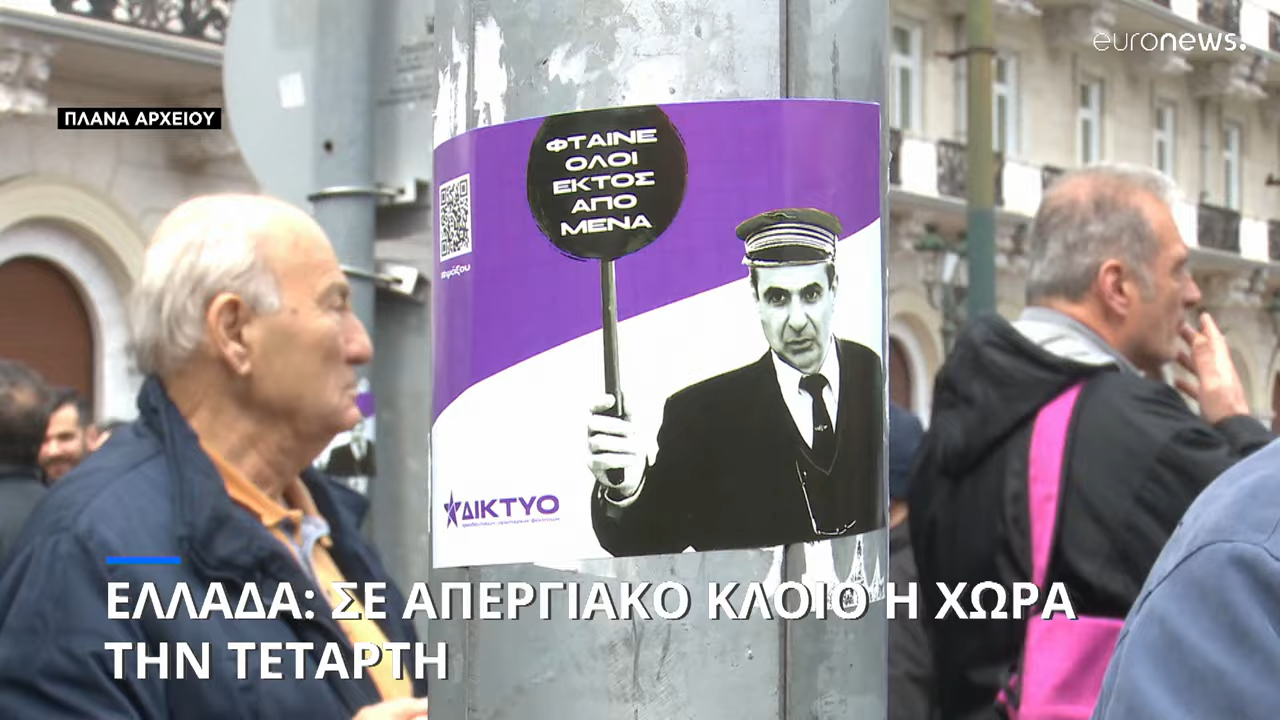 euronews.
ΠΛΑΝΑ ΑΡΧΕΙΟΥ
ΦΤΑΙΝΕ
ΟΛΟΙ
ΕΚΤΟΣ
ΑΠΟ
ΜΕΝΑ
ΔΙΚΤΥΟ
ΕΛΛΑΔΑ: ΣΕ ΑΠΕΡΓΙΑΚΟ ΚΛΟΙΟ Η ΧΩΡΑ
ΤΗΝ ΤΕΤΑΡΤΗ